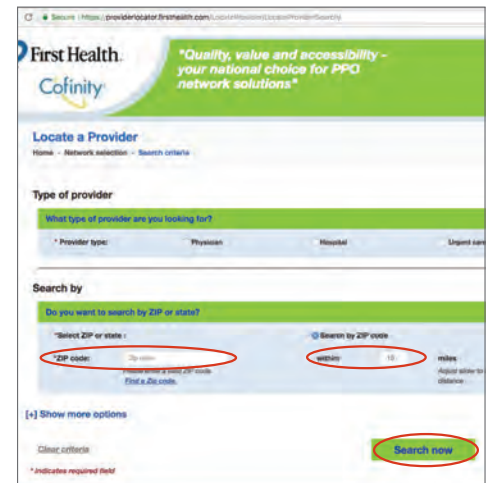 Secure https://providerlocator.firsthealth.com/LocateProvider/LocateProviderSearch#
First Health.
Cofinity
"Quality, value and accessibility –
your national choice for PPO
network solutions"
Locate a Provider
Home - Network selection - Search criteria
Type of provider
What type of provider are you looking for?
* Provider type: Physician Hospital Urgent care
Search by
Do you want to search by ZIP or state?
*Select ZIP or state : Search by ZIP code
*ZIP code: Zip code within: miles
Please enter a valid ZIP code. Adjust slider to
Find a Zip code. distance
[+] Show more options
Clear criteria Search now
* Indicates required field